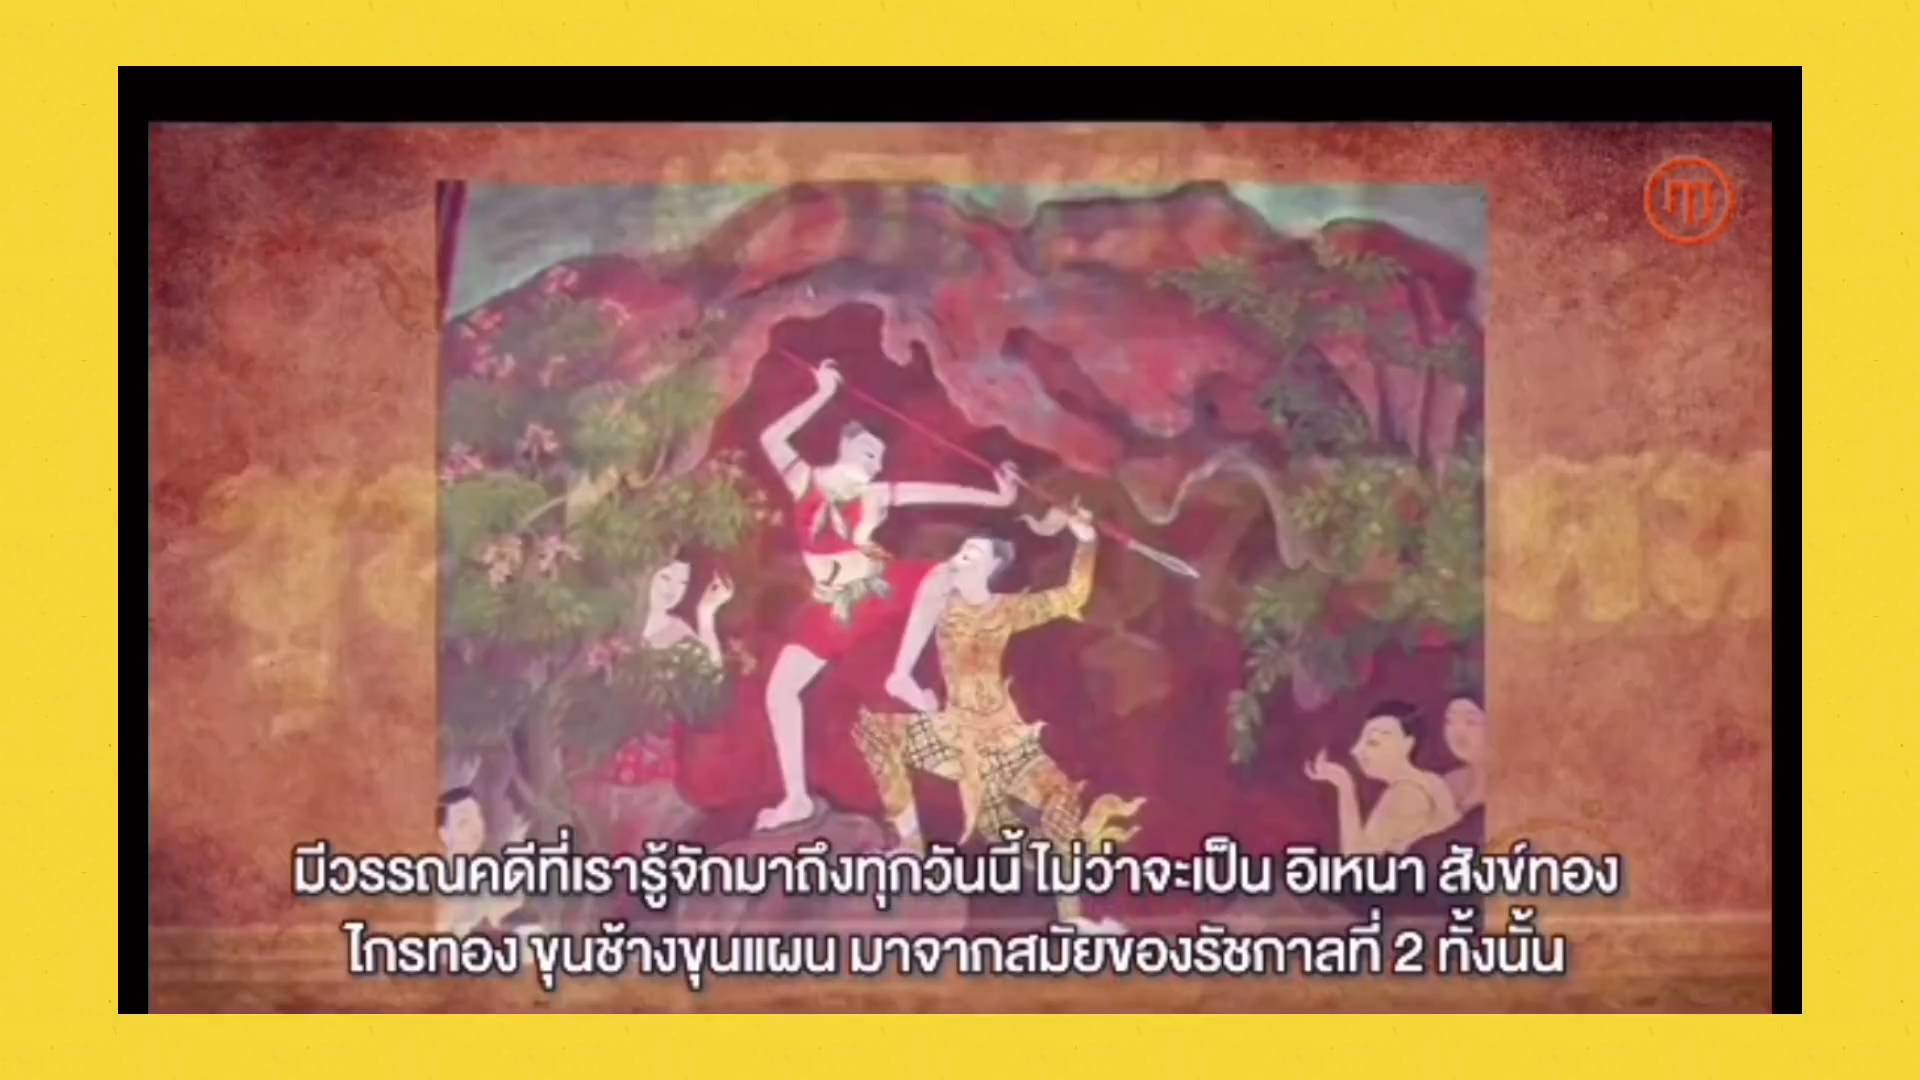 มีวรรณคดีที่เรารู้จักมาถึงทุกวันนี้ ไม่ว่าจะเป็น อิเหนา สังข์ทอง
ไกรทอง ขุนช้างขุนแผน มาจากสมัยของรัชกาลที่ 2 ทั้งนั้น